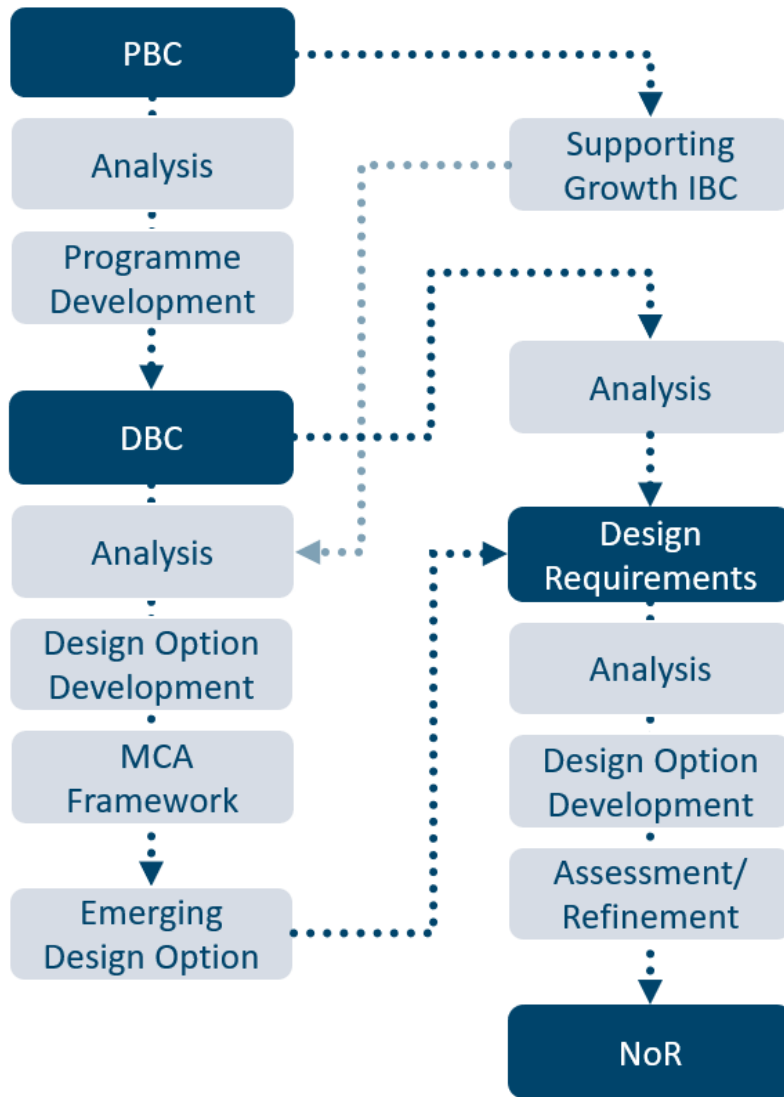 PBC
Analysis
Programme
Development
DBC
Analysis
Design Option
Development
MCA
Framework
Emerging
Design Option
Supporting
Growth IBC
Analysis
Design
Requirements
Analysis
Design Option
Development
Assessment/
Refinement
NoR